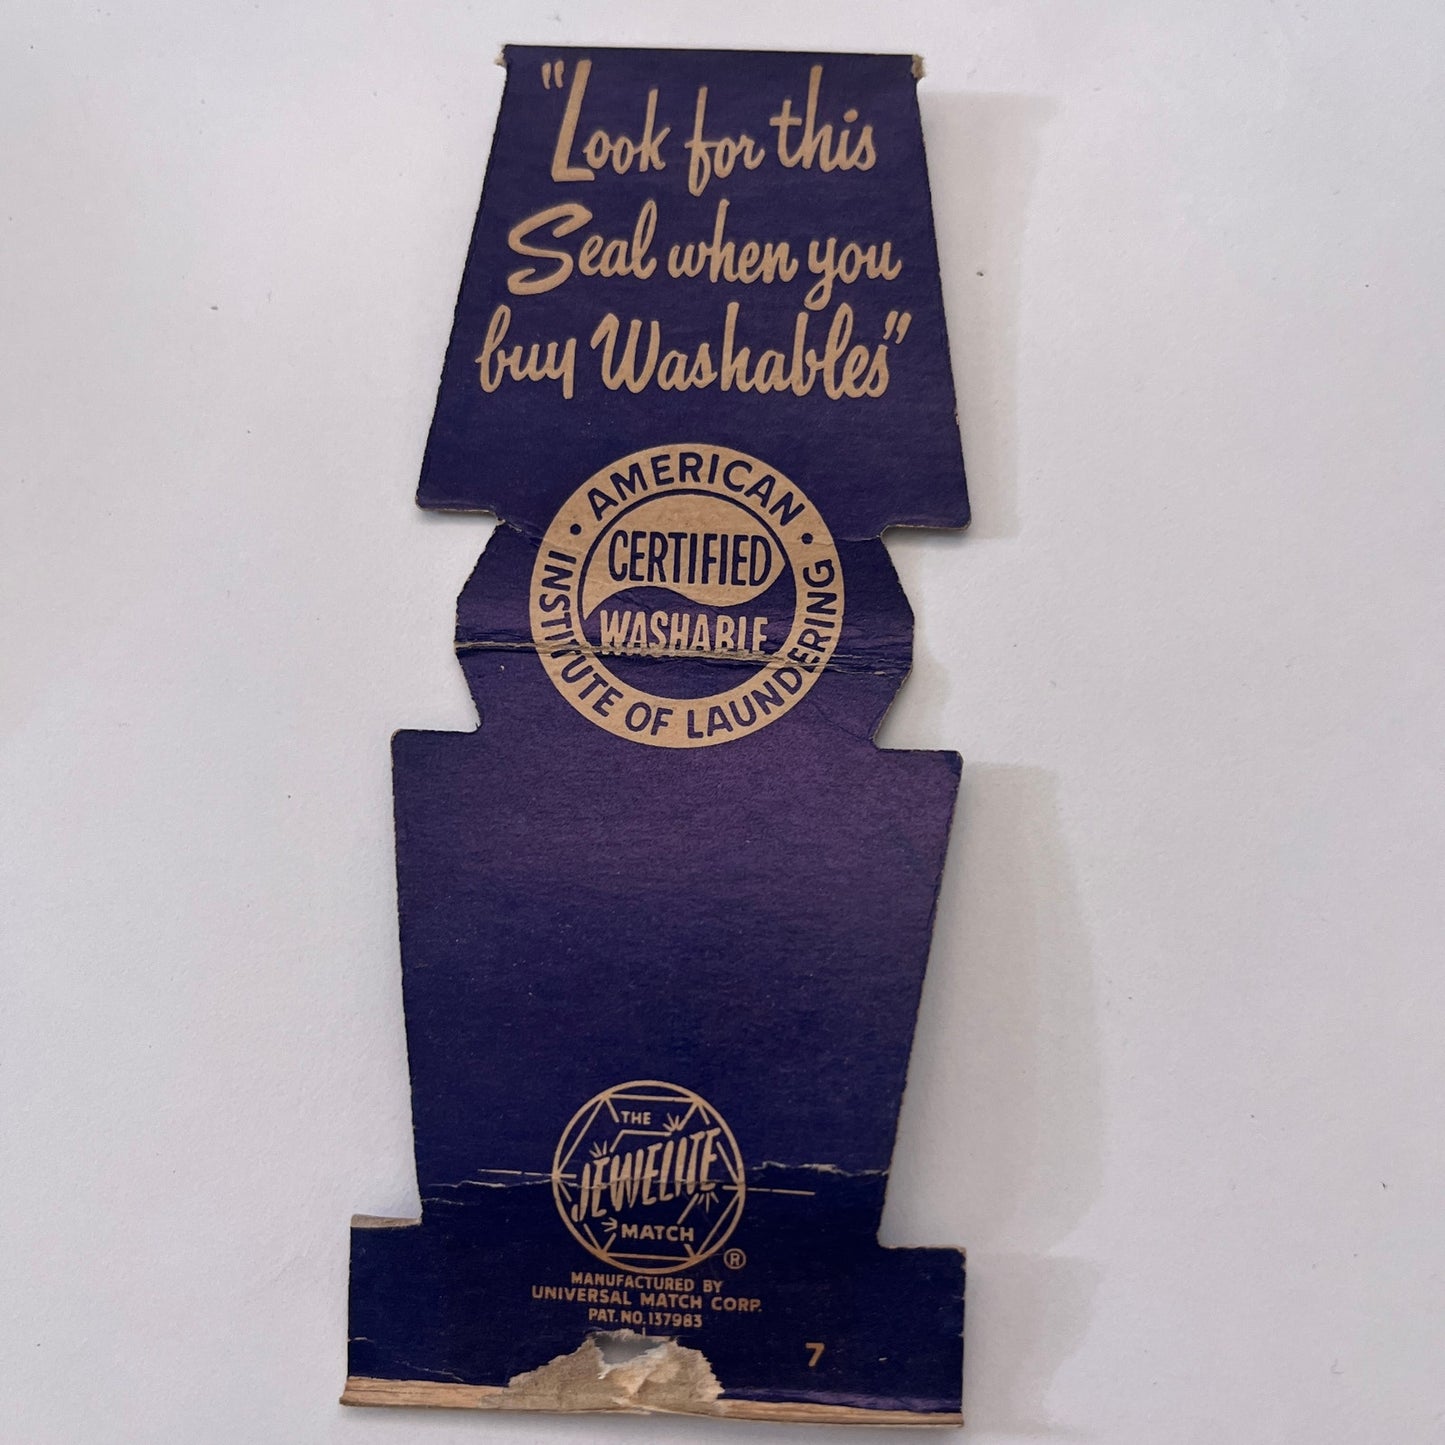 "Look for this
Seal when you
buy Washables"
• AMERICAN •
INSTITUTE OF LAUNDERING
CERTIFIED
WASHABLE
THE
JEWELITE
MATCH
®
MANUFACTURED BY
UNIVERSAL MATCH CORP.
PAT. NO. 137983
7